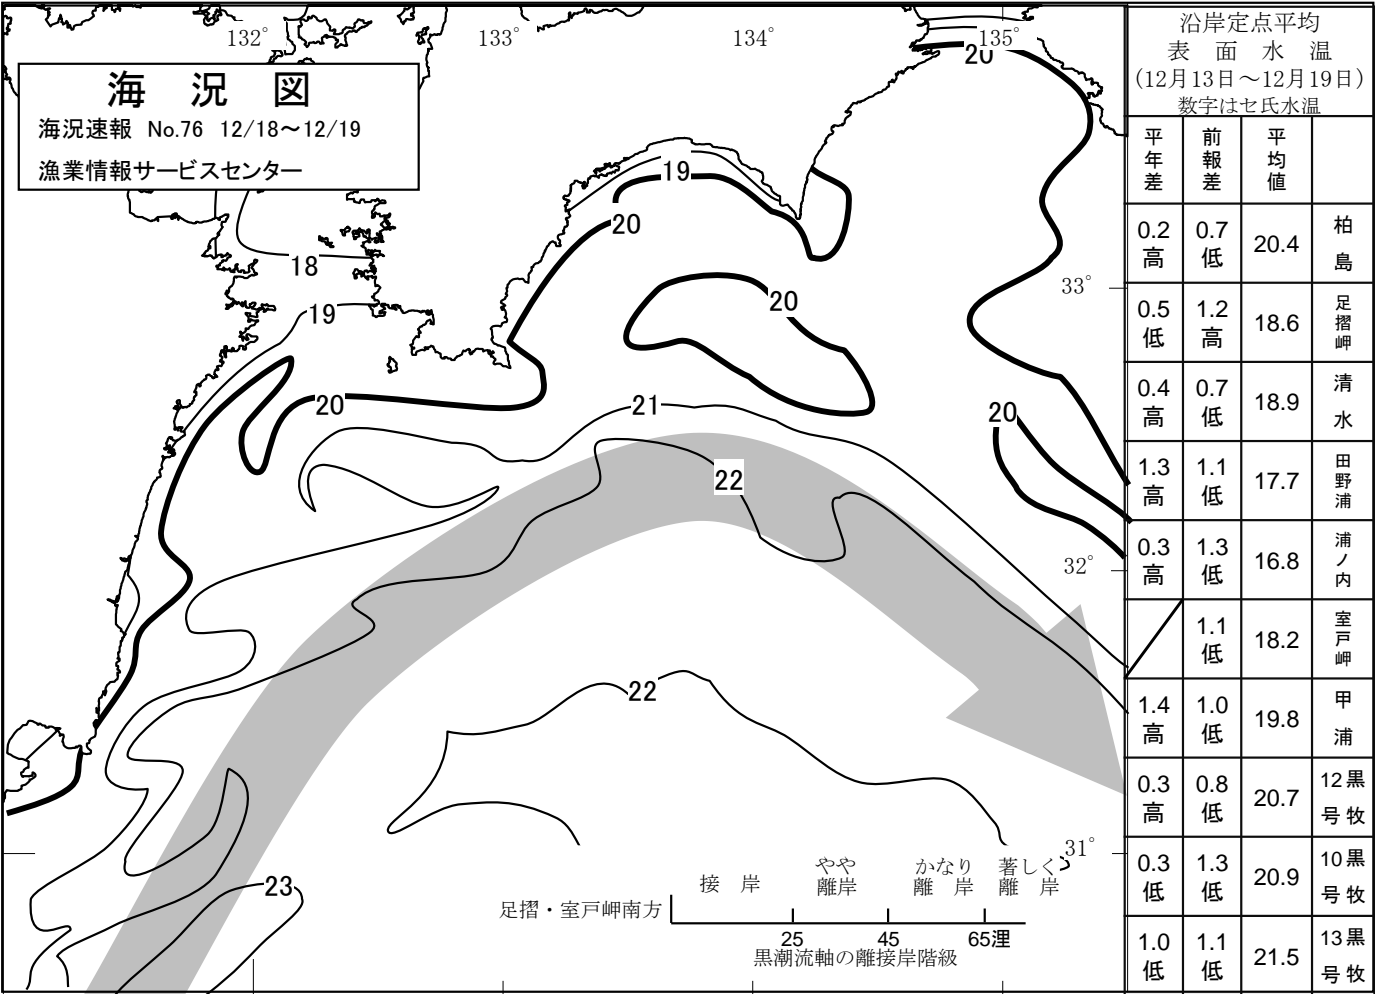 132°
133°
134°
135°
海況図
海況速報 No.76 12/18～12/19
漁業情報サービスセンター
20
19
20
18
19
20
33°
20
21
20
22
32°
22
31°
23
接 岸
やや
離岸
かなり
離 岸
著しく
離 岸
足摺・室戸岬南方
25 45 65浬
黒潮流軸の離接岸階級
沿岸定点平均
表 面 水 温
(12月13日～12月19日)
数字はセ氏水温
平年差 前報差 平均値
0.2高 0.7低 20.4 柏島
0.5低 1.2高 18.6 足摺岬
0.4高 0.7低 18.9 清水
1.3高 1.1低 17.7 田野浦
0.3高 1.3低 16.8 浦ノ内
1.1低 18.2 室戸岬
1.4高 1.0低 19.8 甲浦
0.3高 0.8低 20.7 黒牧12号
0.3低 1.3低 20.9 黒牧10号
1.0低 1.1低 21.5 黒牧13号